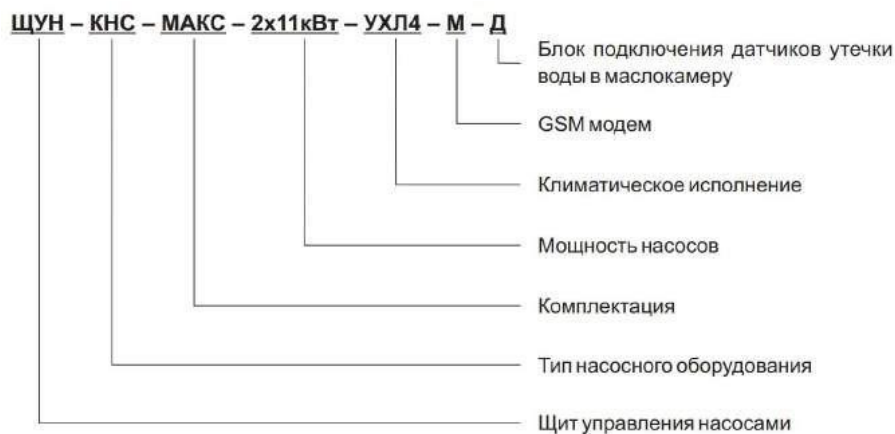 ЩУН – КНС – МАКС – 2х11кВт – УХЛ4 – М – Д
Блок подключения датчиков утечки
воды в маслокамеру
GSM модем
Климатическое исполнение
Мощность насосов
Комплектация
Тип насосного оборудования
Щит управления насосами